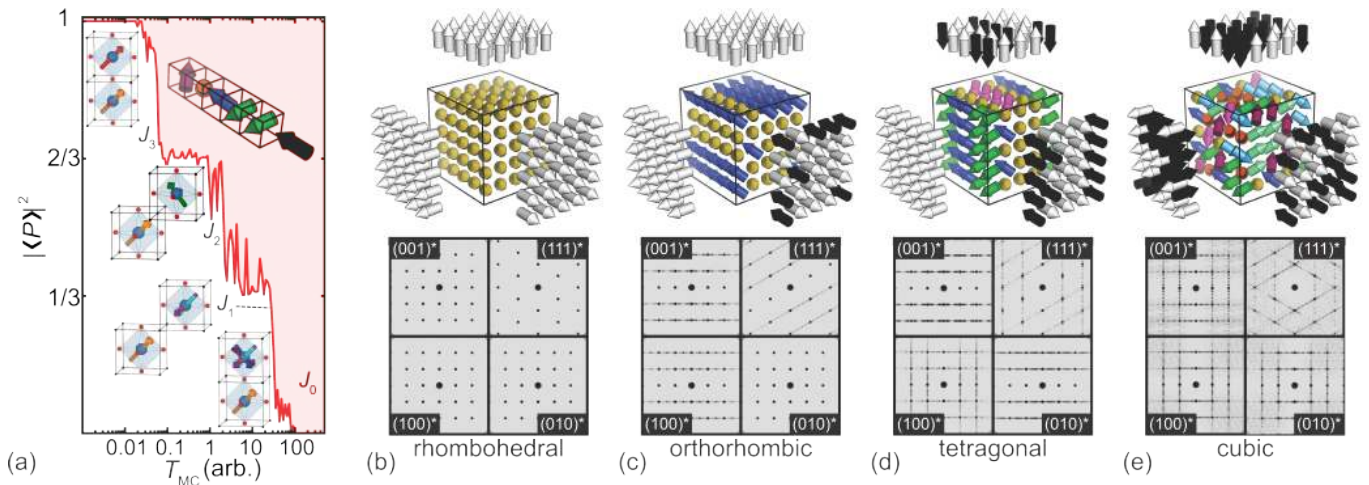 1
2/3
1/3
|⟨P⟩|²
J₃
J₂
J₁
J₀
0.01 0.1 1 10 100
T_MC (arb.)
(a)
(001)* (111)*
(100)* (010)*
(b) rhombohedral
(001)* (111)*
(100)* (010)*
(c) orthorhombic
(001)* (111)*
(100)* (010)*
(d) tetragonal
(001)* (111)*
(100)* (010)*
(e) cubic